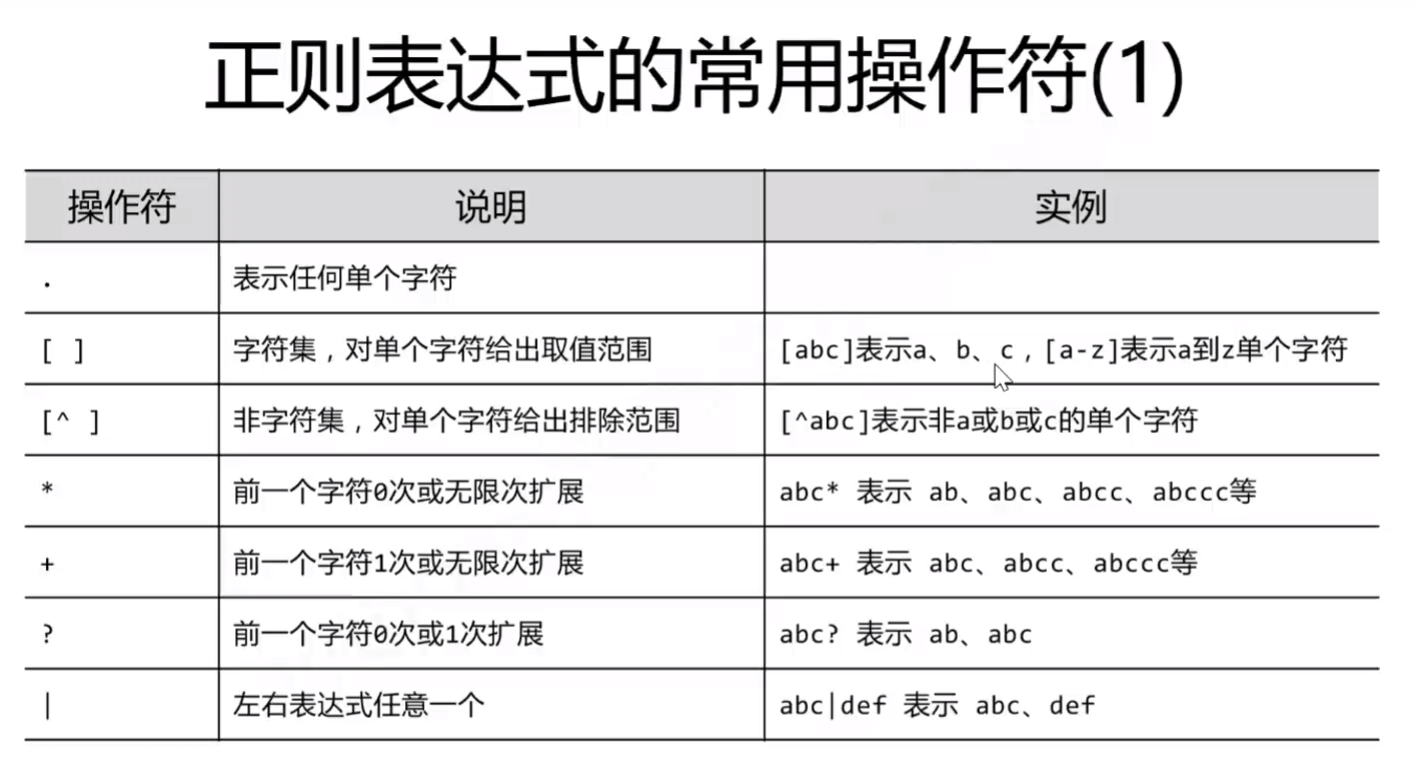 正则表达式的常用操作符(1)
操作符 说明 实例
. 表示任何单个字符
[ ] 字符集，对单个字符给出取值范围 [abc]表示a、b、c，[a-z]表示a到z单个字符
[^ ] 非字符集，对单个字符给出排除范围 [^abc]表示非a或b或c的单个字符
* 前一个字符0次或无限次扩展 abc* 表示 ab、abc、abcc、abccc等
+ 前一个字符1次或无限次扩展 abc+ 表示 abc、abcc、abccc等
? 前一个字符0次或1次扩展 abc? 表示 ab、abc
| 左右表达式任意一个 abc|def 表示 abc、def